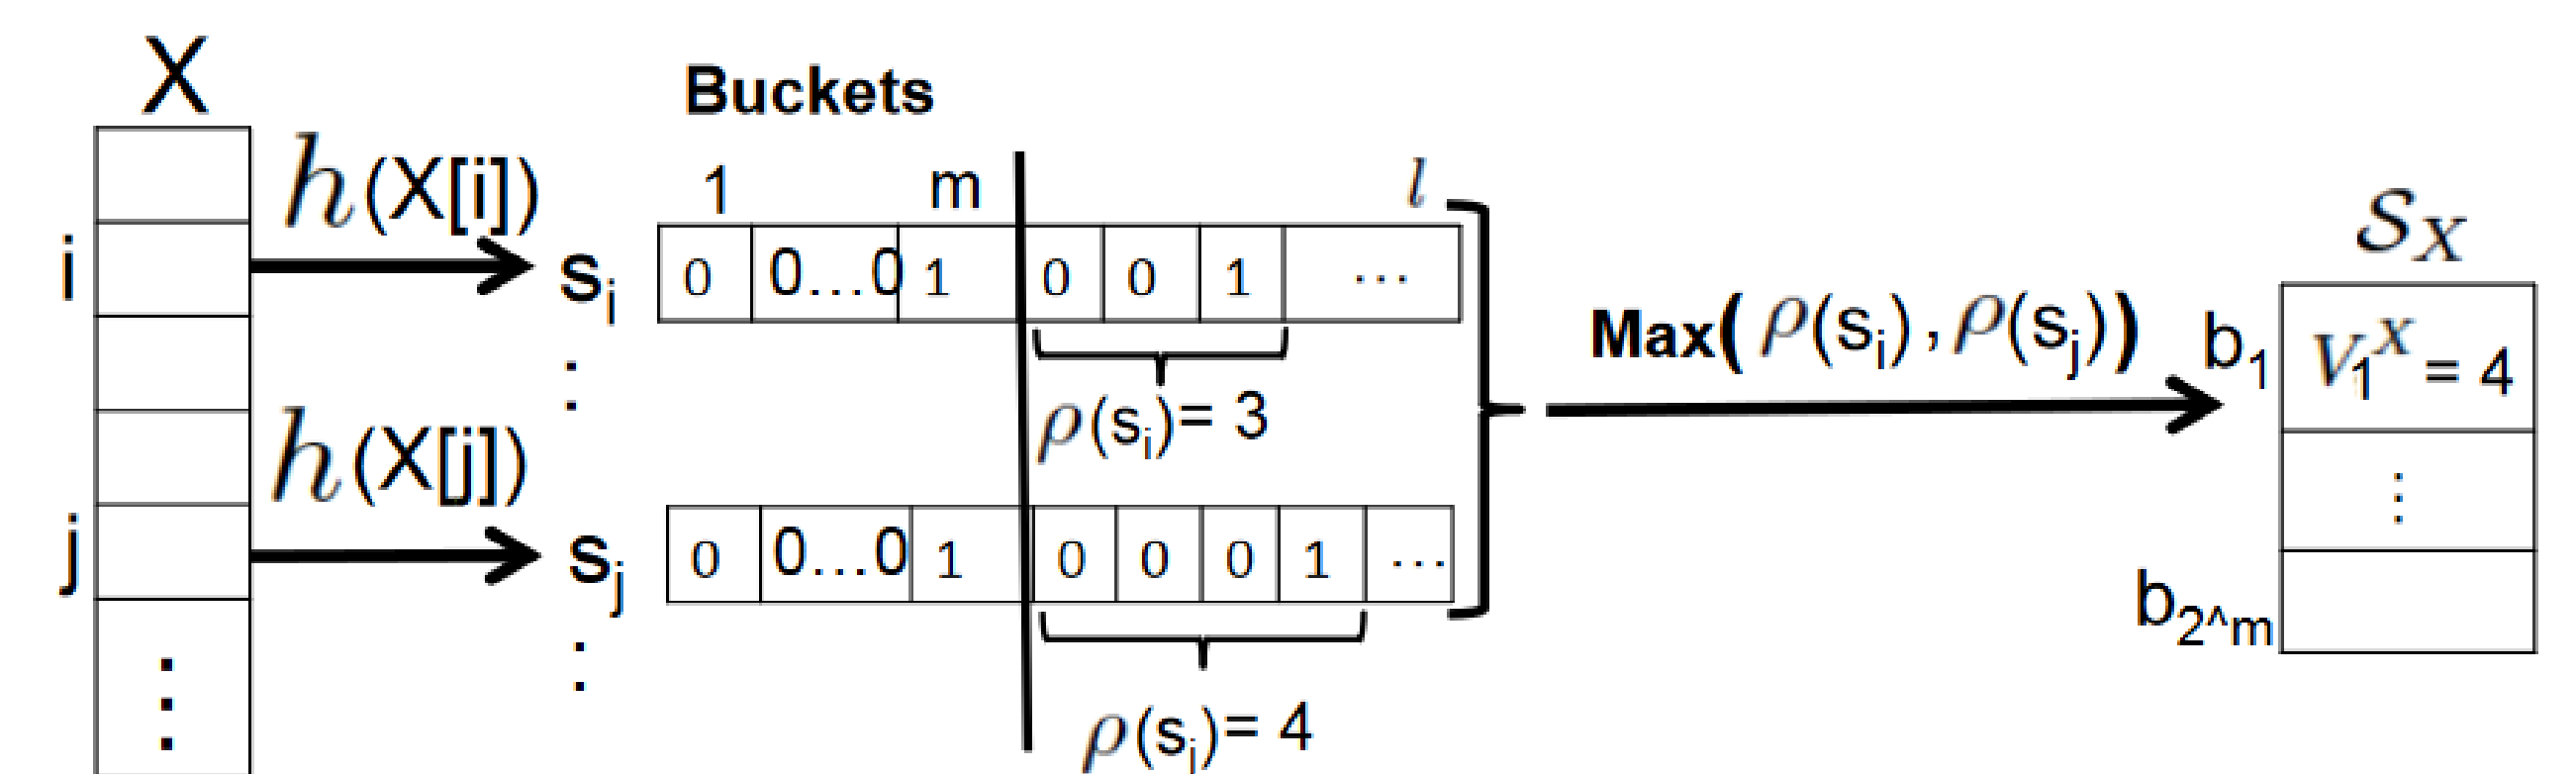 X
Buckets
h(X[i])
1 m l
i
s_i 0 0...0 1 0 0 1 ...
S_X
Max( ρ(s_i), ρ(s_j))
b_1 V_1^X = 4
⋮
ρ(s_i)= 3
h(X[j])
⋮
j
s_j 0 0...0 1 0 0 0 1 ...
b_2^m
⋮
⋮
ρ(s_j)= 4